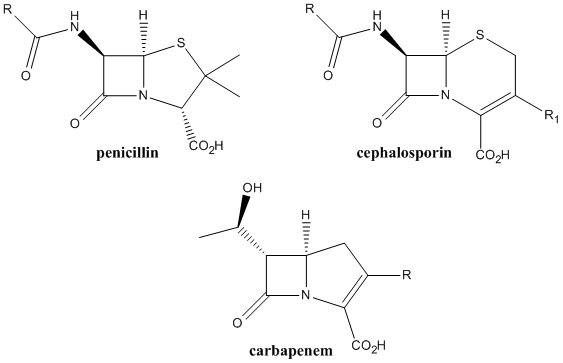 R
N
H
H
S
O
N
O
CO2H
penicillin
R
N
H
H
S
O
N
O
R1
CO2H
cephalosporin
OH
H
N
R
O
CO2H
carbapenem